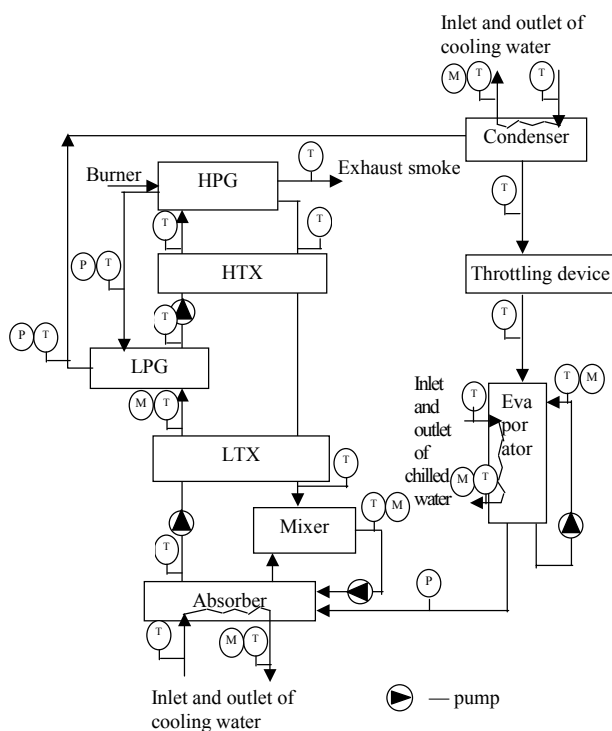 Inlet and outlet of
cooling water
M T T
Condenser
T
Burner
HPG
Exhaust smoke
T
T T
P T
HTX
Throttling device
T
T
P T
LPG
M T
T M
T
Inlet
and
outlet
of
chilled
water
Eva
por
ator
M T
LTX
T
Mixer
T M
T
P
Absorber
T
M T
Inlet and outlet of
cooling water
— pump